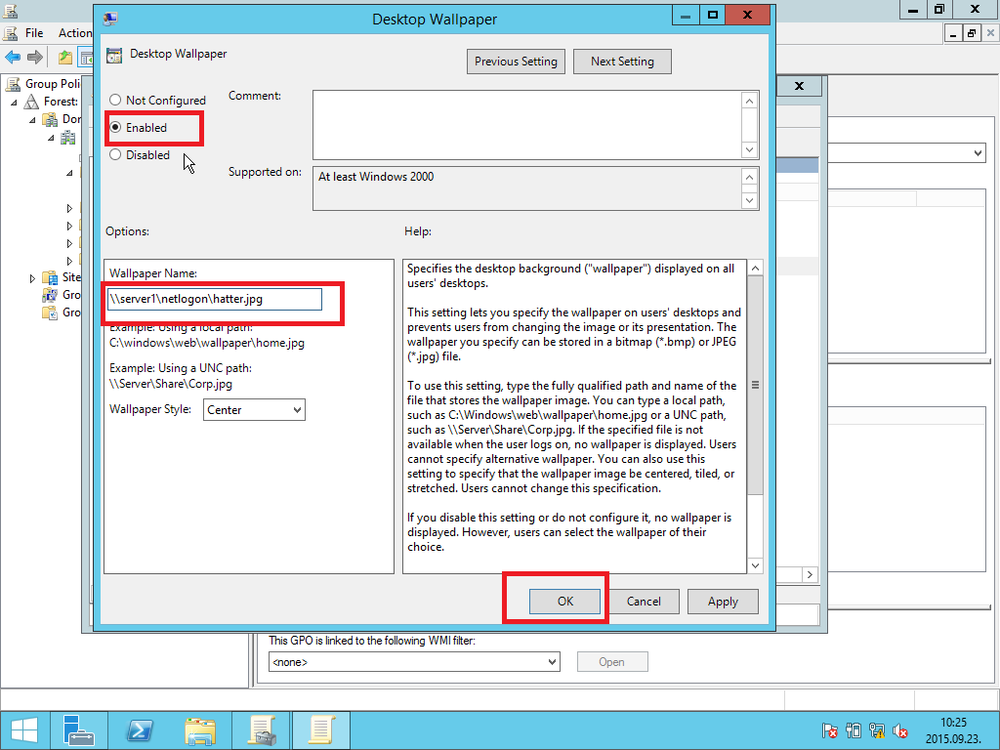 Desktop Wallpaper
File
Action
Desktop Wallpaper
Previous Setting
Next Setting
Group Poli
Forest:
Not Configured
Enabled
Disabled
Comment:
Supported on:
At least Windows 2000
Options:
Help:
Wallpaper Name:
\\server1\netlogon\hatter.jpg
Example: Using a local path:
C:\windows\web\wallpaper\home.jpg
Example: Using a UNC path:
\\Server\Share\Corp.jpg
Wallpaper Style:
Center
Specifies the desktop background ("wallpaper") displayed on all
users' desktops.
This setting lets you specify the wallpaper on users' desktops and
prevents users from changing the image or its presentation. The
wallpaper you specify can be stored in a bitmap (*.bmp) or JPEG
(*.jpg) file.
To use this setting, type the fully qualified path and name of the
file that stores the wallpaper image. You can type a local path,
such as C:\Windows\web\wallpaper\home.jpg or a UNC path,
such as \\Server\Share\Corp.jpg. If the specified file is not
available when the user logs on, no wallpaper is displayed. Users
cannot specify alternative wallpaper. You can also use this
setting to specify that the wallpaper image be centered, tiled, or
stretched. Users cannot change this specification.
If you disable this setting or do not configure it, no wallpaper is
displayed. However, users can select the wallpaper of their
choice.
Dor
Site
Gro
Gro
OK
Cancel
Apply
This GPO is linked to the following WMI filter:
<none>
Open
10:25
2015.09.23.